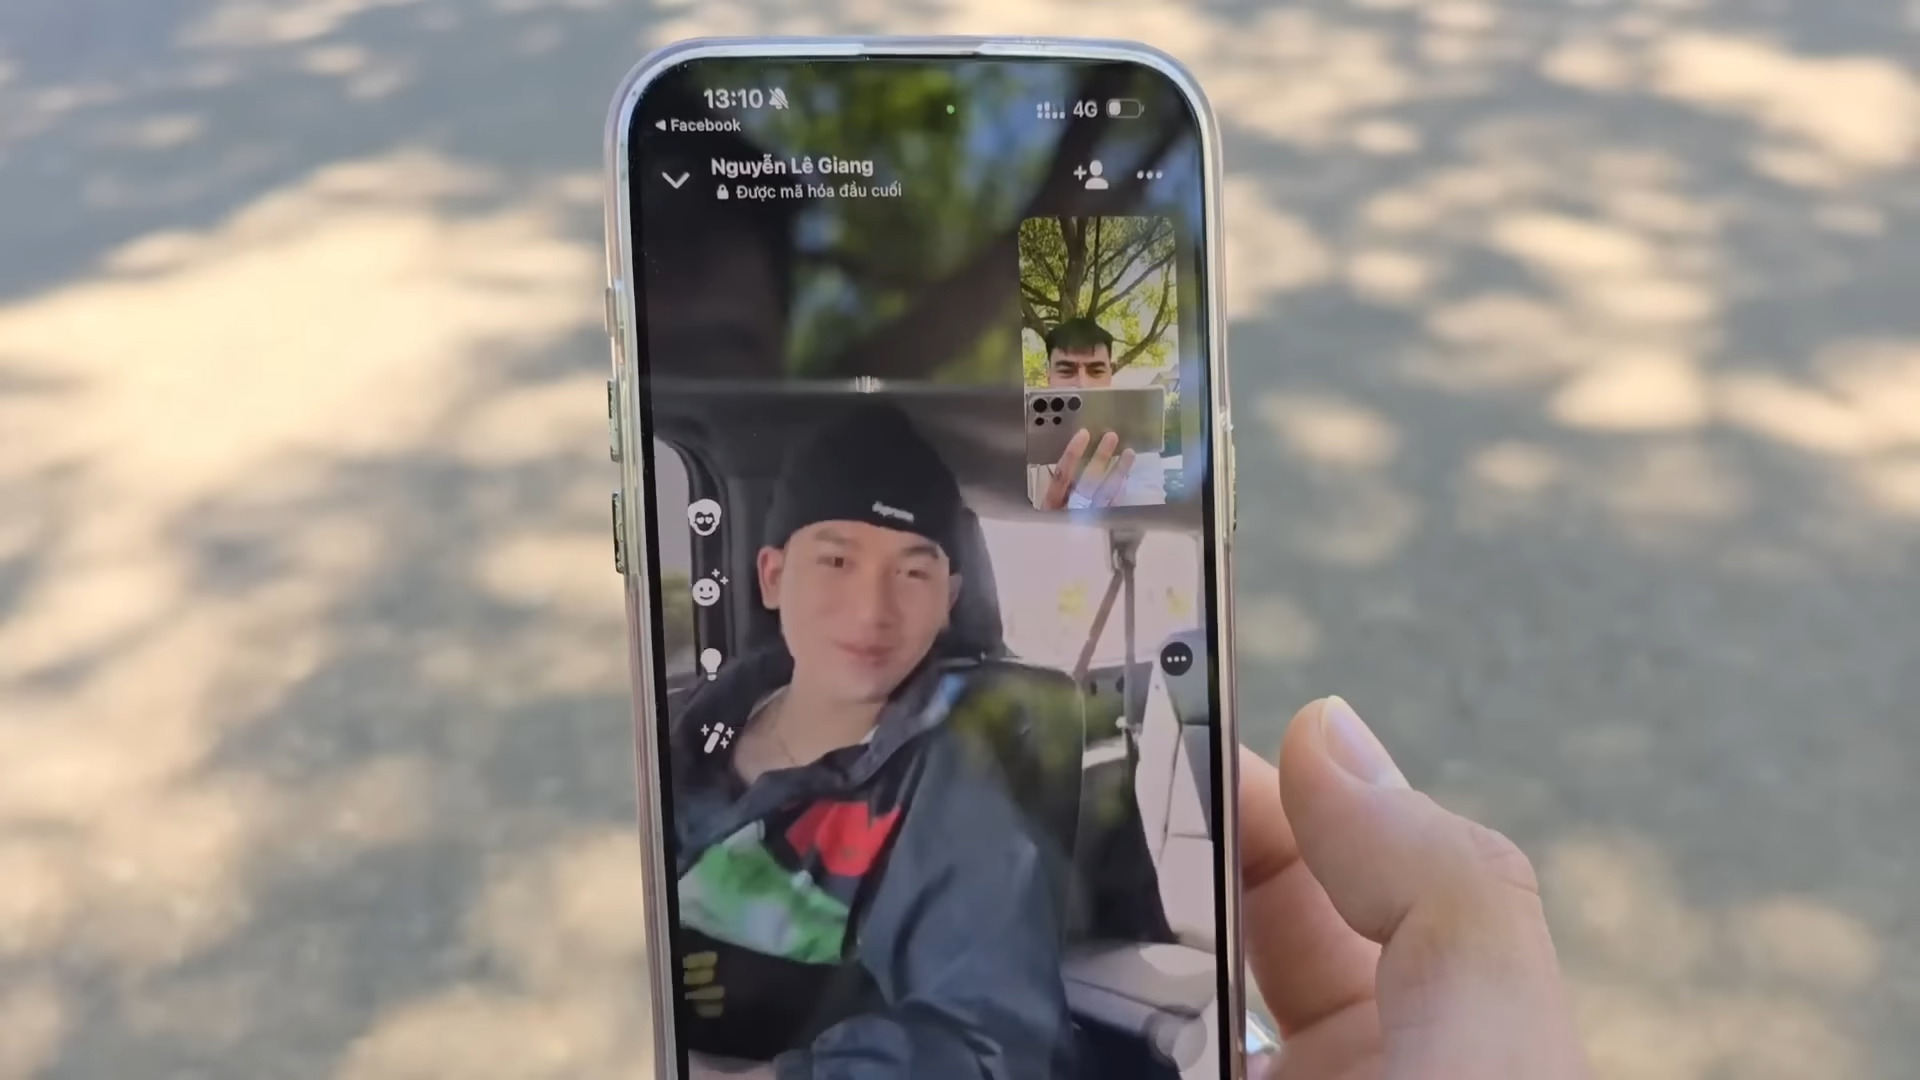 13:10
4G
Facebook
Nguyễn Lê Giang
Được mã hóa đầu cuối